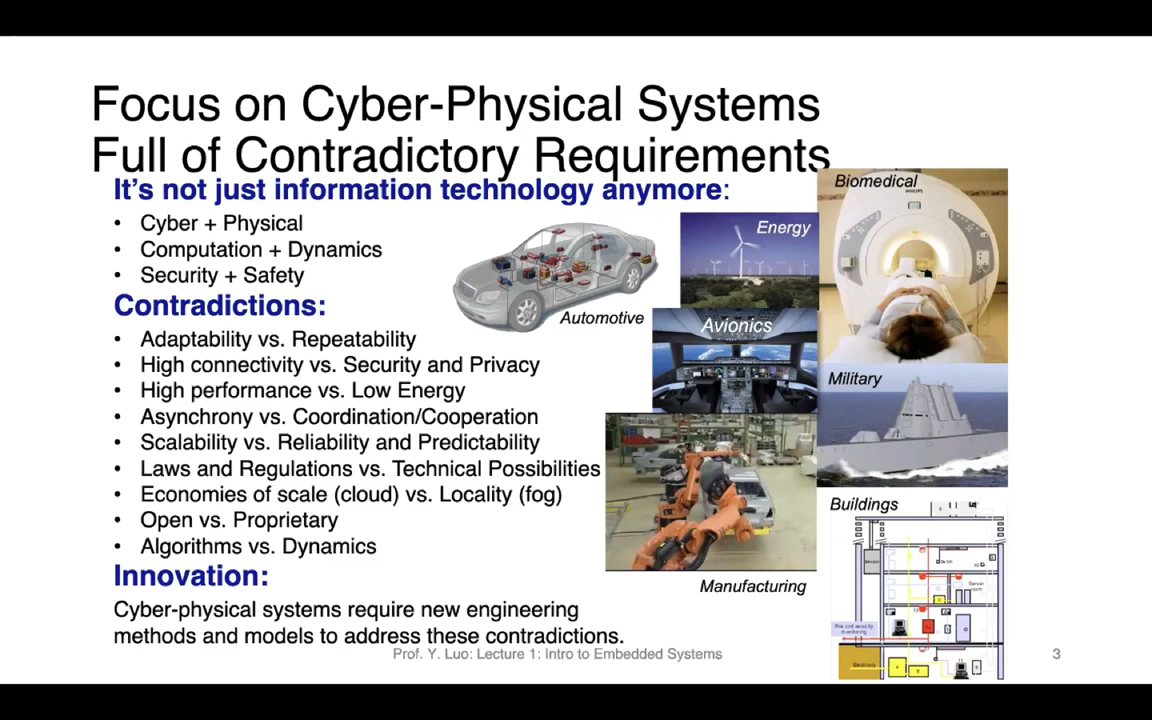 Focus on Cyber-Physical Systems
Full of Contradictory Requirements
It's not just information technology anymore:
• Cyber + Physical
• Computation + Dynamics
• Security + Safety
Contradictions:
• Adaptability vs. Repeatability
• High connectivity vs. Security and Privacy
• High performance vs. Low Energy
• Asynchrony vs. Coordination/Cooperation
• Scalability vs. Reliability and Predictability
• Laws and Regulations vs. Technical Possibilities
• Economies of scale (cloud) vs. Locality (fog)
• Open vs. Proprietary
• Algorithms vs. Dynamics
Innovation:
Cyber-physical systems require new engineering
methods and models to address these contradictions.
Automotive
Energy
Biomedical
Avionics
Military
Manufacturing
Buildings
Electricity
Prof. Y. Luo: Lecture 1: Intro to Embedded Systems
3